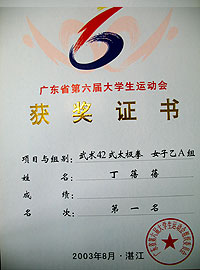 广东省第六届大学生运动会
获奖证书
项目与组别: 武术42式太极拳 女子乙A组
姓名: 丁蓓蓓
成绩:
名次: 第一名
2003年8月·湛江